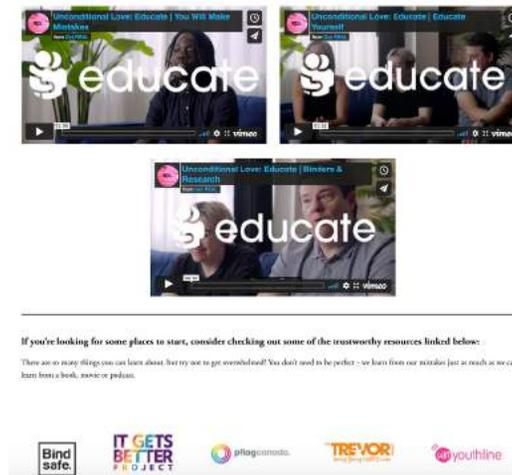 Unconditional Love: Educate | You Will Make
Mistakes
educate
vimeo
Unconditional Love: Educate | Educate
Yourself
educate
vimeo
Unconditional Love: Educate | Binders &
Research
educate
vimeo
If you're looking for some places to start, consider checking out some of the trustworthy resources linked below:
There are so many things you can learn about, but try not to get overwhelmed! You don't need to be perfect - we learn from our mistakes just as much as we
learn from a book, movie or podcast.
Bind
safe.
IT GETS
BETTER
PROJECT
pflagcanada.
TREVOR
youthline